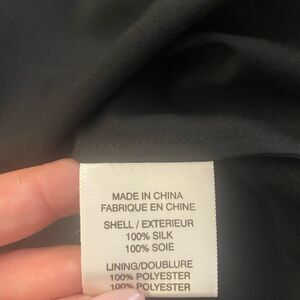 MADE IN CHINA
FABRIQUE EN CHINE
SHELL / EXTERIEUR
100% SILK
100% SOIE
LINING/DOUBLURE
100% POLYESTER
100% POLYESTER